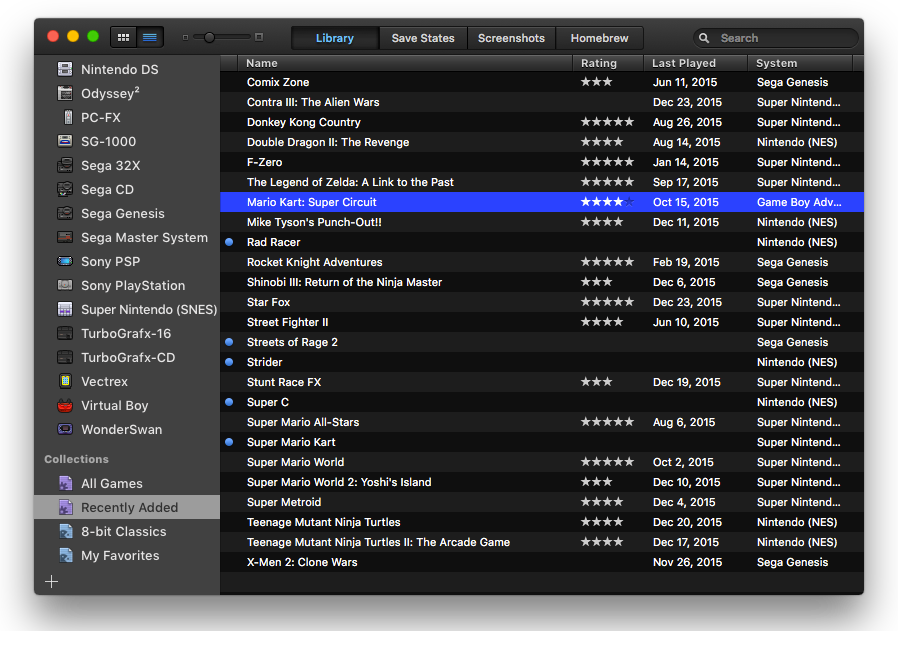 Library Save States Screenshots Homebrew Search
Nintendo DS
Odyssey²
PC-FX
SG-1000
Sega 32X
Sega CD
Sega Genesis
Sega Master System
Sony PSP
Sony PlayStation
Super Nintendo (SNES)
TurboGrafx-16
TurboGrafx-CD
Vectrex
Virtual Boy
WonderSwan
Collections
All Games
Recently Added
8-bit Classics
My Favorites
Name Rating Last Played System
Comix Zone ★★★ Jun 11, 2015 Sega Genesis
Contra III: The Alien Wars Dec 23, 2015 Super Nintend...
Donkey Kong Country ★★★★★ Aug 26, 2015 Super Nintend...
Double Dragon II: The Revenge ★★★★ Aug 14, 2015 Nintendo (NES)
F-Zero ★★★★★ Jan 14, 2015 Super Nintend...
The Legend of Zelda: A Link to the Past ★★★★★ Sep 17, 2015 Super Nintend...
Mario Kart: Super Circuit ★★★★★ Oct 15, 2015 Game Boy Adv...
Mike Tyson's Punch-Out!! ★★★★ Dec 11, 2015 Nintendo (NES)
Rad Racer Nintendo (NES)
Rocket Knight Adventures ★★★★★ Feb 19, 2015 Sega Genesis
Shinobi III: Return of the Ninja Master ★★★ Dec 6, 2015 Sega Genesis
Star Fox ★★★★★ Dec 23, 2015 Super Nintend...
Street Fighter II ★★★★ Jun 10, 2015 Super Nintend...
Streets of Rage 2 Sega Genesis
Strider Nintendo (NES)
Stunt Race FX ★★★ Dec 19, 2015 Super Nintend...
Super C Nintendo (NES)
Super Mario All-Stars ★★★★★ Aug 6, 2015 Super Nintend...
Super Mario Kart Super Nintend...
Super Mario World ★★★★★ Oct 2, 2015 Super Nintend...
Super Mario World 2: Yoshi's Island ★★★ Dec 10, 2015 Super Nintend...
Super Metroid ★★★★ Dec 4, 2015 Super Nintend...
Teenage Mutant Ninja Turtles ★★★★ Dec 20, 2015 Nintendo (NES)
Teenage Mutant Ninja Turtles II: The Arcade Game ★★★★ Dec 17, 2015 Nintendo (NES)
X-Men 2: Clone Wars Nov 26, 2015 Sega Genesis